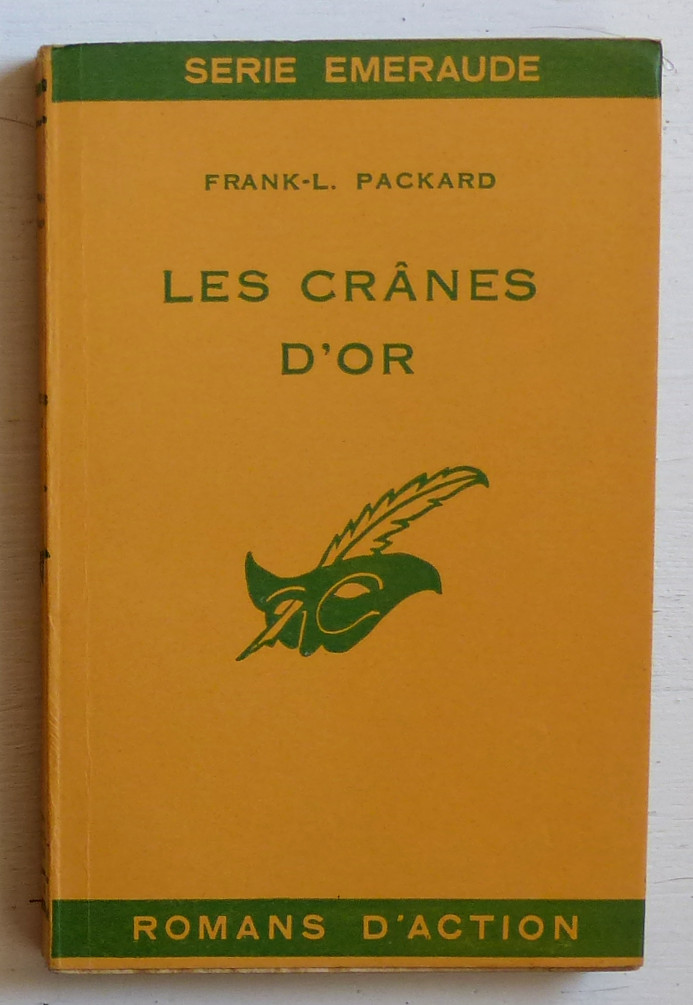 SERIE EMERAUDE
FRANK-L. PACKARD
LES CRÂNES
D'OR
ROMANS D'ACTION